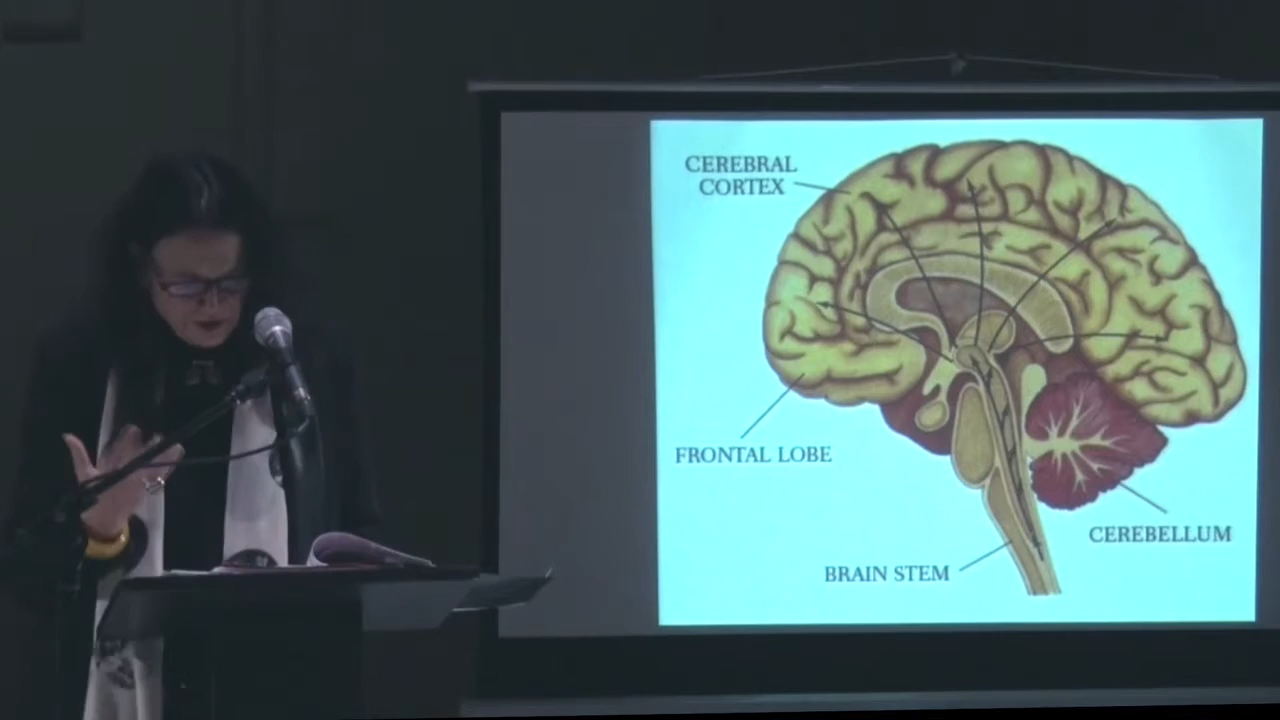 CEREBRAL
CORTEX
FRONTAL LOBE
CEREBELLUM
BRAIN STEM